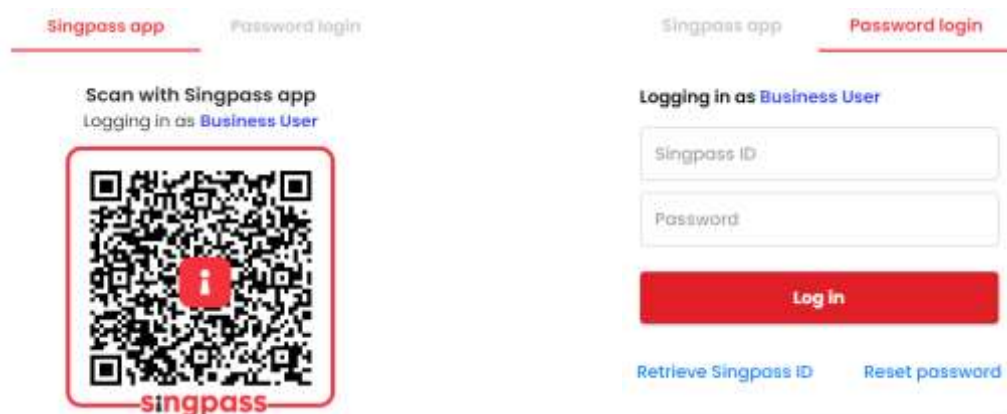 Singpass app Password login
Scan with Singpass app
Logging in as Business User
singpass
Singpass app Password login
Logging in as Business User
Singpass ID
Password
Log in
Retrieve Singpass ID Reset password